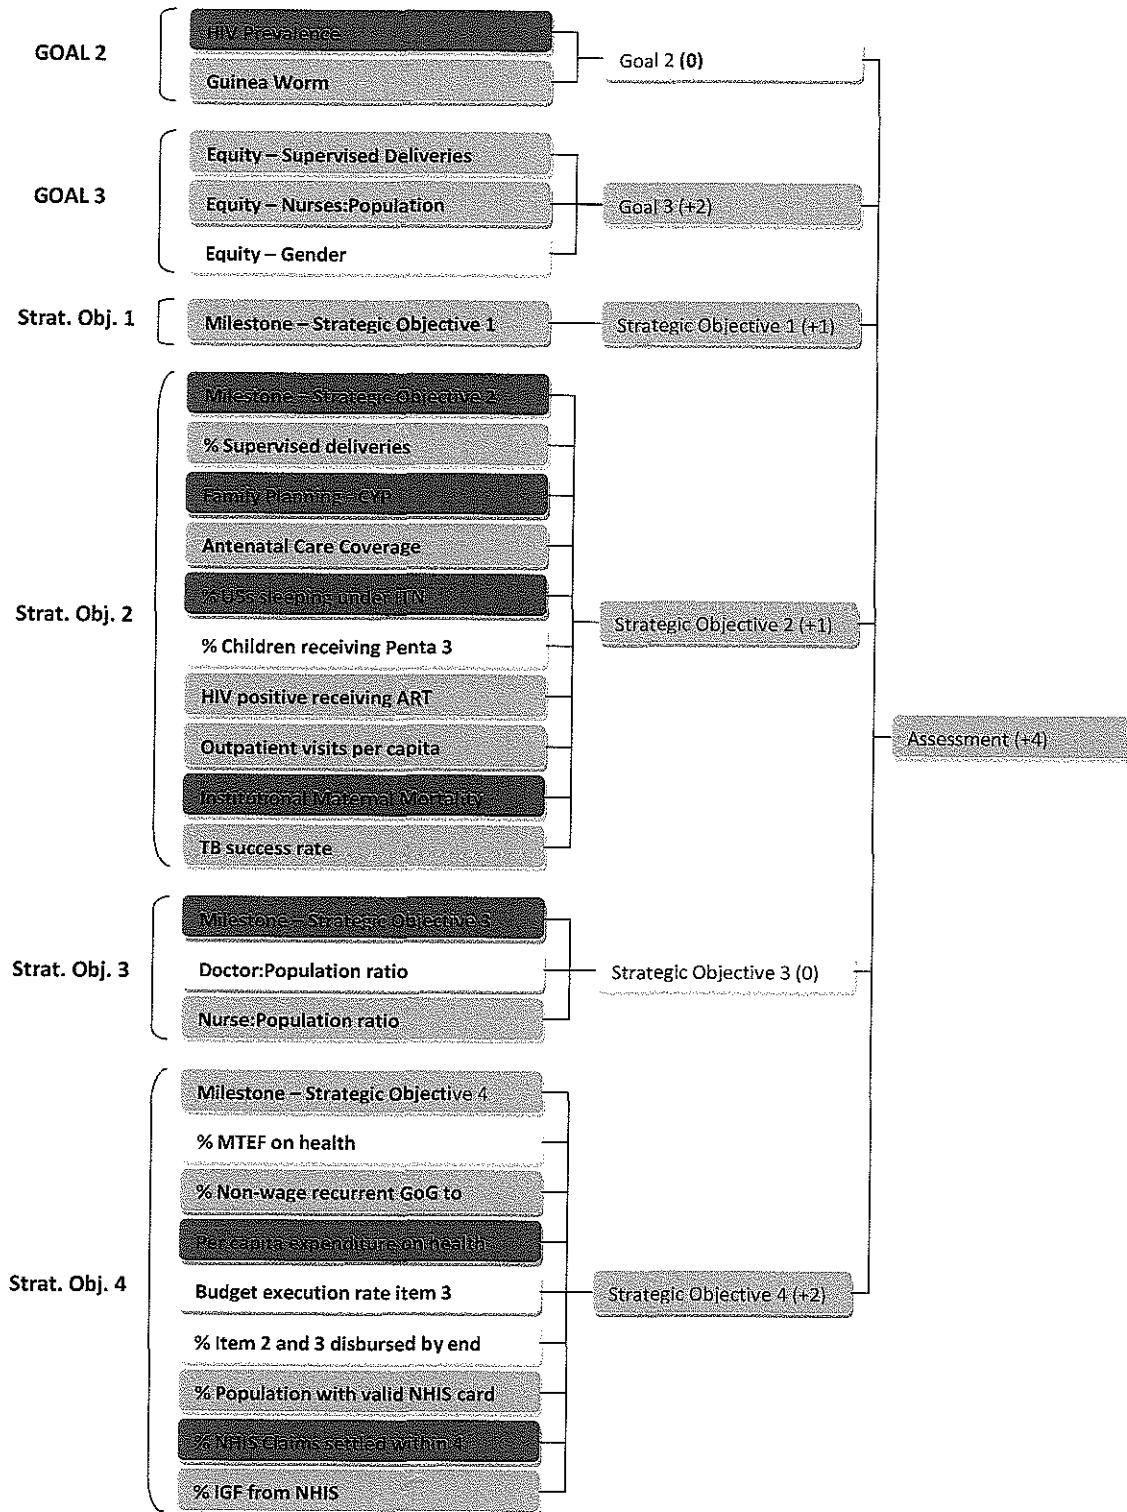 GOAL 2
HIV Prevalence
Guinea Worm
Goal 2 (0)
GOAL 3
Equity – Supervised Deliveries
Equity – Nurses:Population
Equity – Gender
Goal 3 (+2)
Strat. Obj. 1
Milestone – Strategic Objective 1
Strategic Objective 1 (+1)
Strat. Obj. 2
Milestone – Strategic Objective 2
% Supervised deliveries
Family Planning - CYP
Antenatal Care Coverage
% U5s sleeping under ITN
% Children receiving Penta 3
HIV positive receiving ART
Outpatient visits per capita
Institutional Maternal Mortality
TB success rate
Strategic Objective 2 (+1)
Assessment (+4)
Strat. Obj. 3
Milestone – Strategic Objective 3
Doctor:Population ratio
Nurse:Population ratio
Strategic Objective 3 (0)
Strat. Obj. 4
Milestone – Strategic Objective 4
% MTEF on health
% Non-wage recurrent GoG to
Per capita expenditure on health
Budget execution rate item 3
% Item 2 and 3 disbursed by end
% Population with valid NHIS card
% NHIS Claims settled within 4
% IGF from NHIS
Strategic Objective 4 (+2)